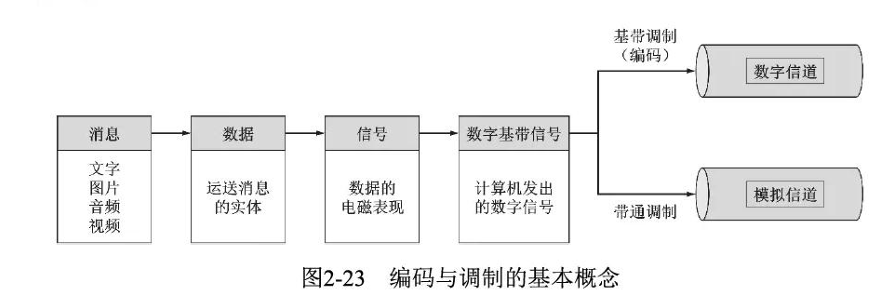 消息
文字
图片
音频
视频
数据
运送消息
的实体
信号
数据的
电磁表现
数字基带信号
计算机发出
的数字信号
基带调制
（编码）
数字信道
带通调制
模拟信道
图2-23 编码与调制的基本概念